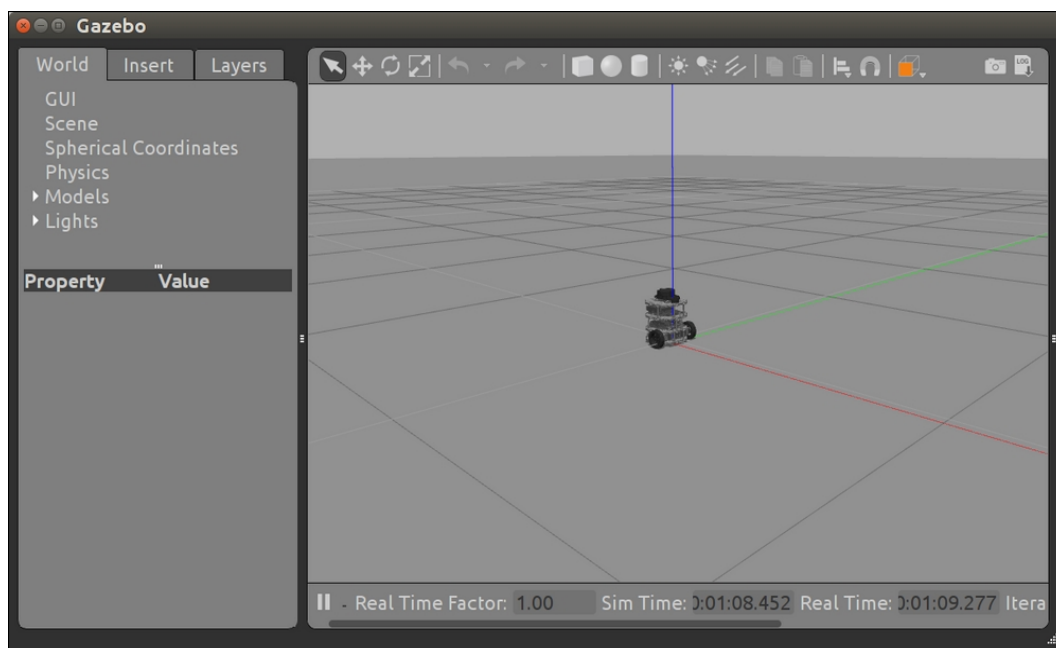 Gazebo
World Insert Layers
GUI
Scene
Spherical Coordinates
Physics
Models
Lights
Property Value
LOG
Real Time Factor: 1.00 Sim Time: 0:01:08.452 Real Time: 0:01:09.277 Itera